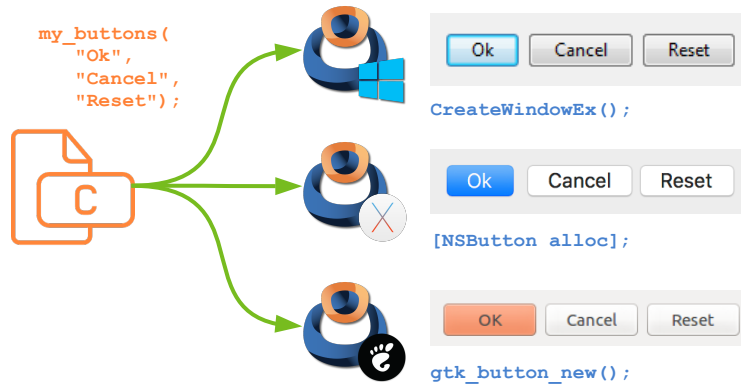 my_buttons(
"Ok",
"Cancel",
"Reset");
C
Ok Cancel Reset
CreateWindowEx();
Ok Cancel Reset
[NSButton alloc];
OK Cancel Reset
gtk_button_new();